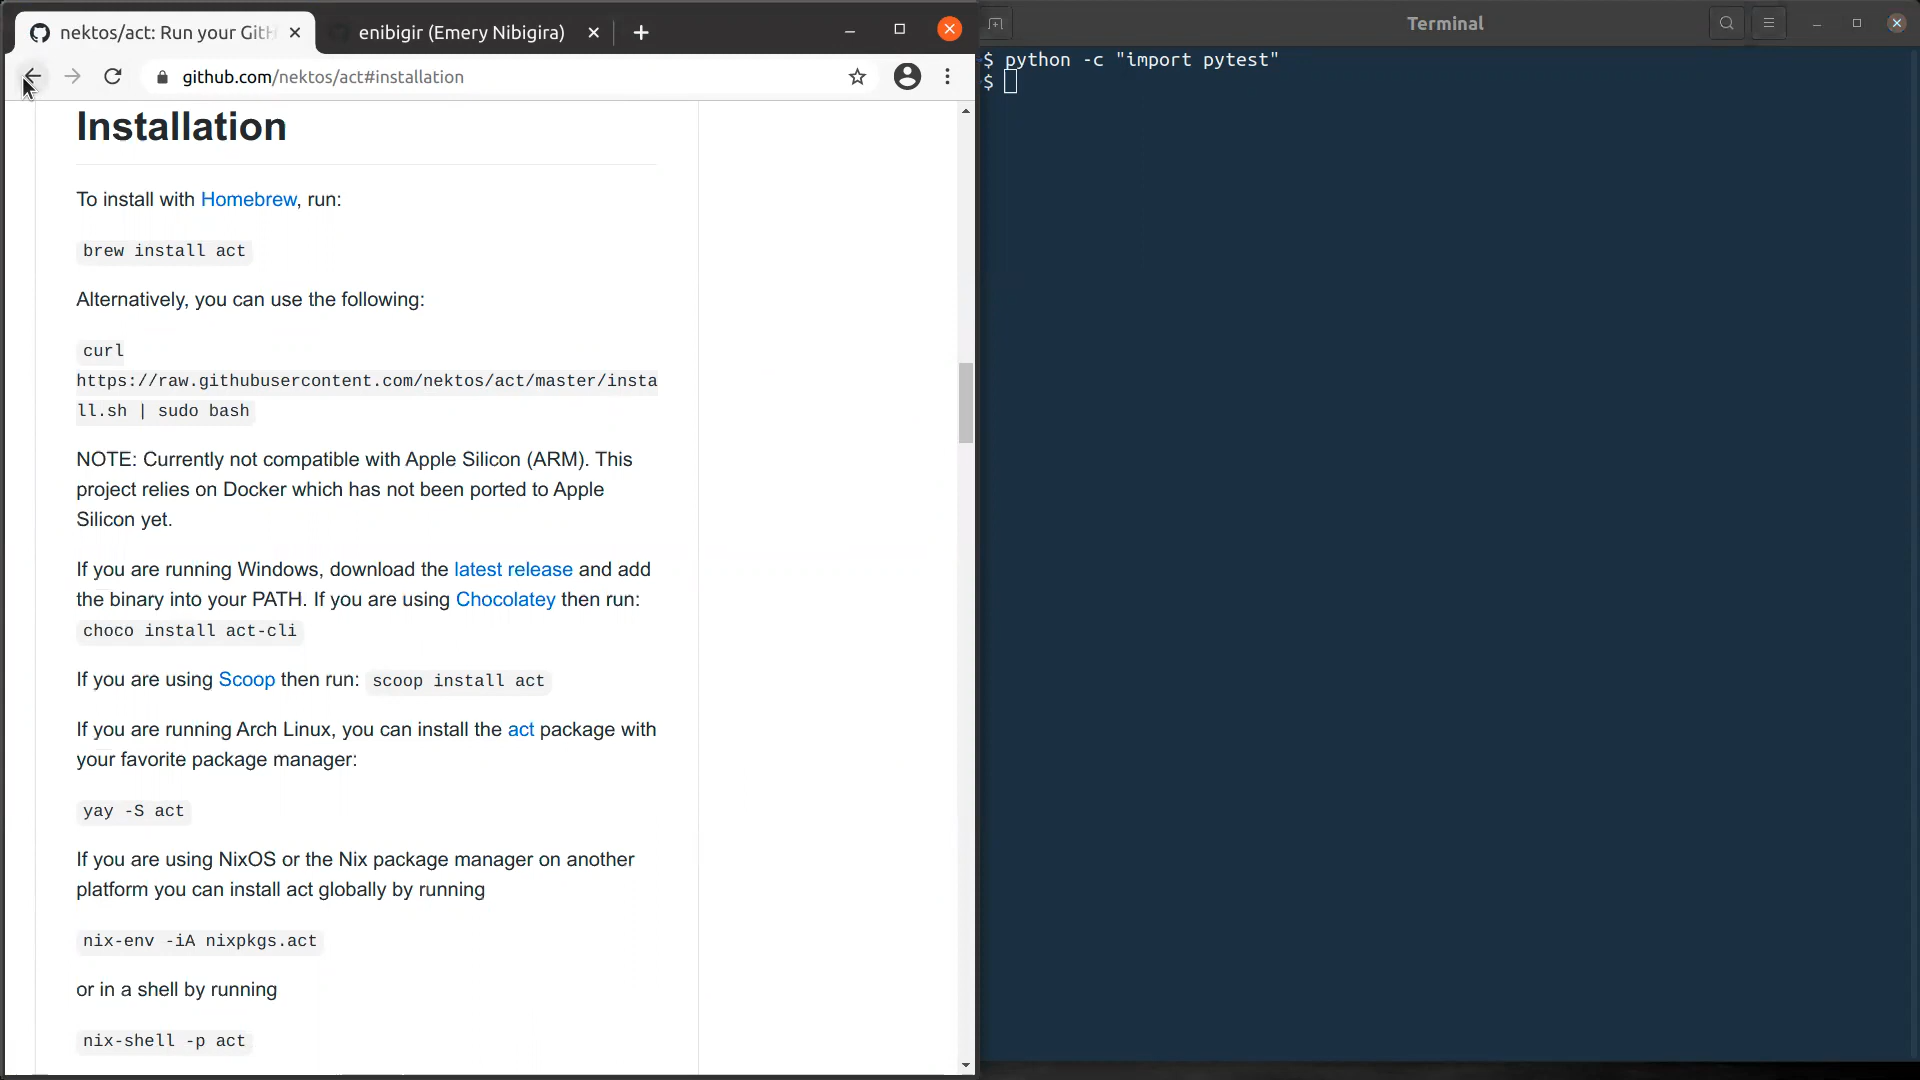 nektos/act: Run your GitH
enibigir (Emery Nibigira)
github.com/nektos/act#installation
Installation
To install with Homebrew, run:
brew install act
Alternatively, you can use the following:
curl
https://raw.githubusercontent.com/nektos/act/master/insta
ll.sh | sudo bash
NOTE: Currently not compatible with Apple Silicon (ARM). This
project relies on Docker which has not been ported to Apple
Silicon yet.
If you are running Windows, download the latest release and add
the binary into your PATH. If you are using Chocolatey then run:
choco install act-cli
If you are using Scoop then run: scoop install act
If you are running Arch Linux, you can install the act package with
your favorite package manager:
yay -S act
If you are using NixOS or the Nix package manager on another
platform you can install act globally by running
nix-env -iA nixpkgs.act
or in a shell by running
nix-shell -p act
Terminal
$ python -c "import pytest"
$